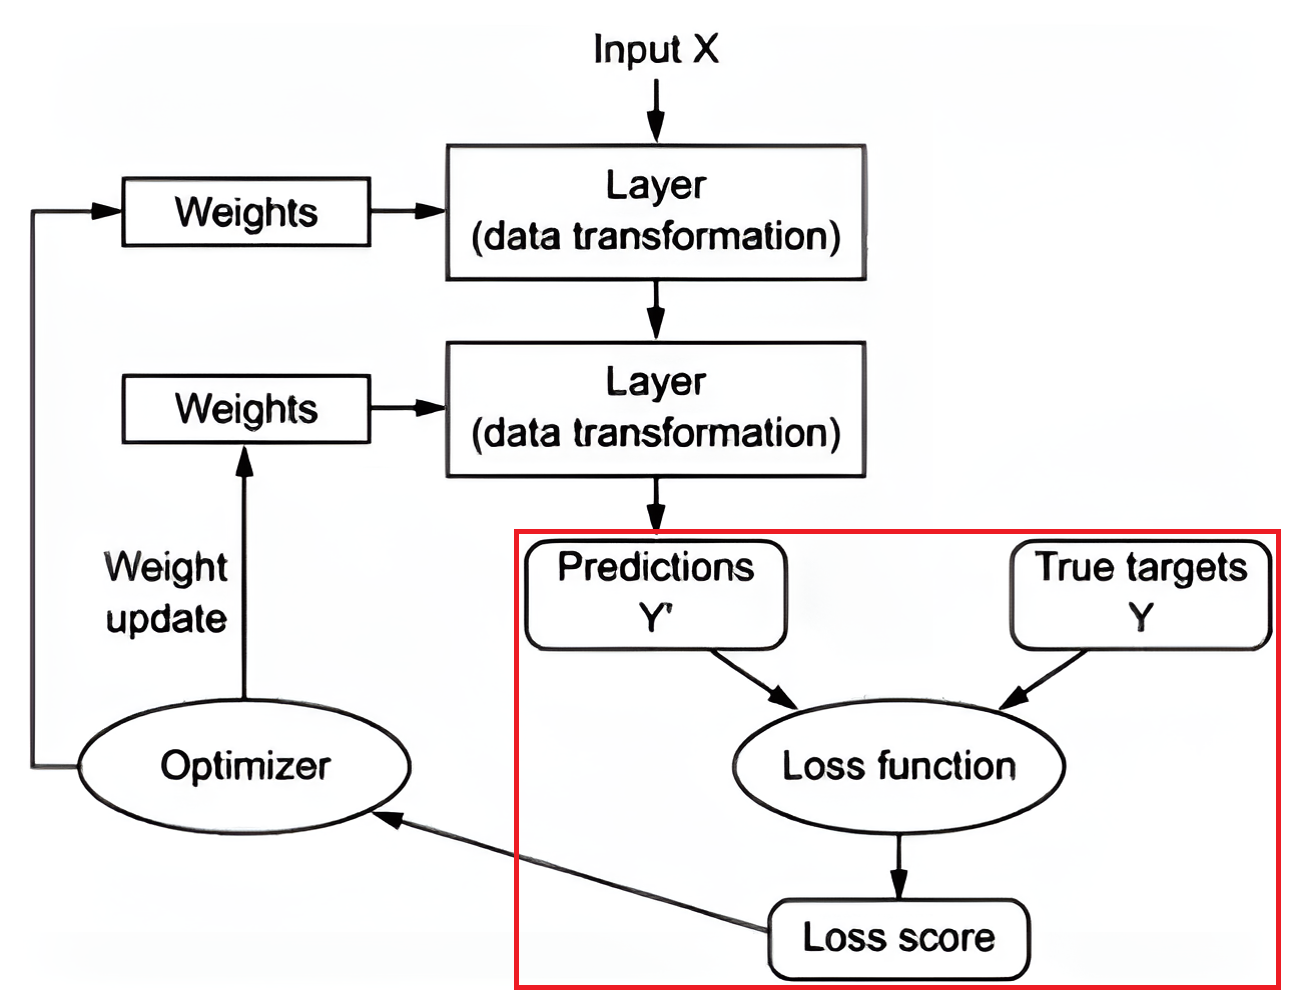 Input X
Layer
(data transformation)
Weights
Layer
(data transformation)
Weights
Weight
update
Predictions
Y'
True targets
Y
Optimizer
Loss function
Loss score